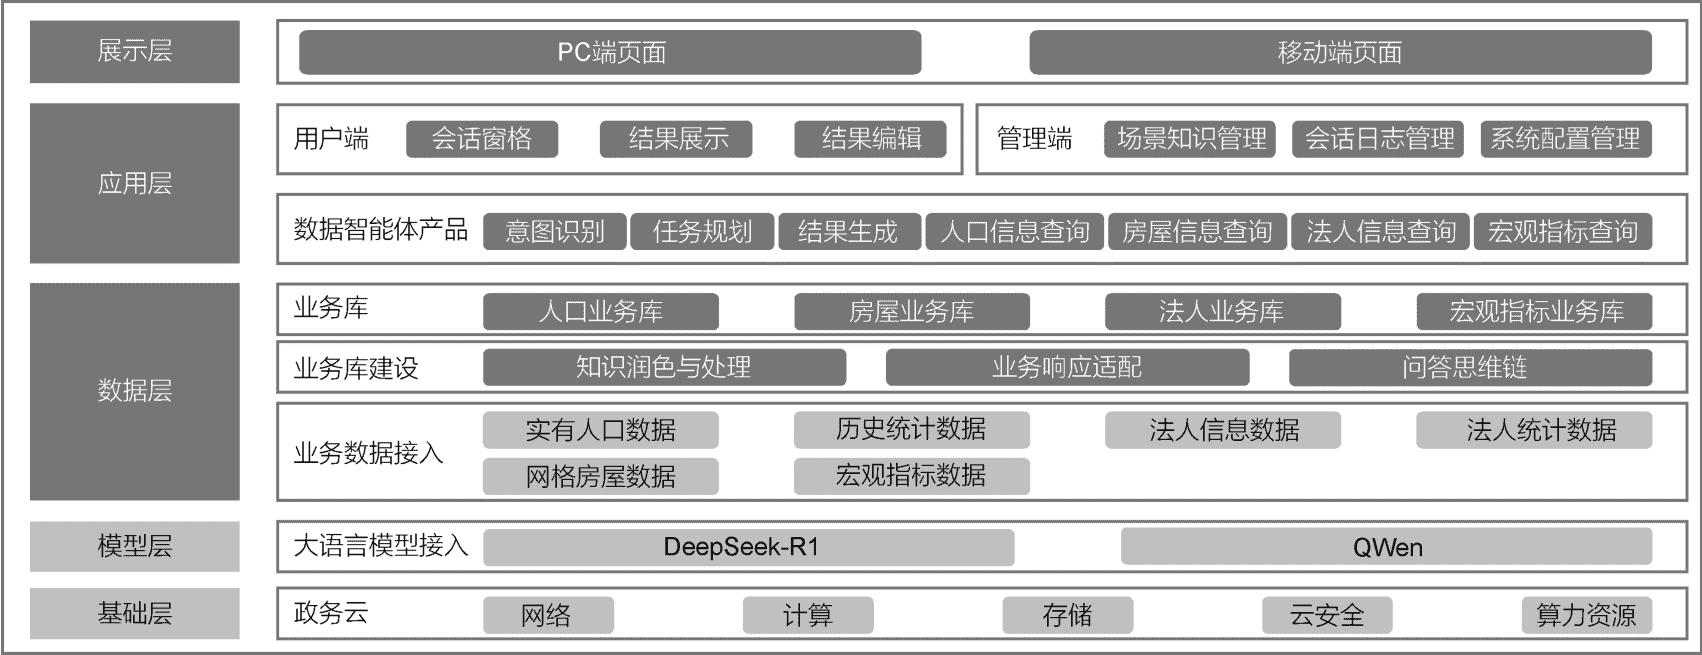 展示层
PC端页面
移动端页面
应用层
用户端
会话窗格
结果展示
结果编辑
管理端
场景知识管理
会话日志管理
系统配置管理
数据智能体产品
意图识别
任务规划
结果生成
人口信息查询
房屋信息查询
法人信息查询
宏观指标查询
数据层
业务库
人口业务库
房屋业务库
法人业务库
宏观指标业务库
业务库建设
知识润色与处理
业务响应适配
问答思维链
业务数据接入
实有人口数据
历史统计数据
法人信息数据
法人统计数据
网格房屋数据
宏观指标数据
模型层
大语言模型接入
DeepSeek-R1
QWen
基础层
政务云
网络
计算
存储
云安全
算力资源